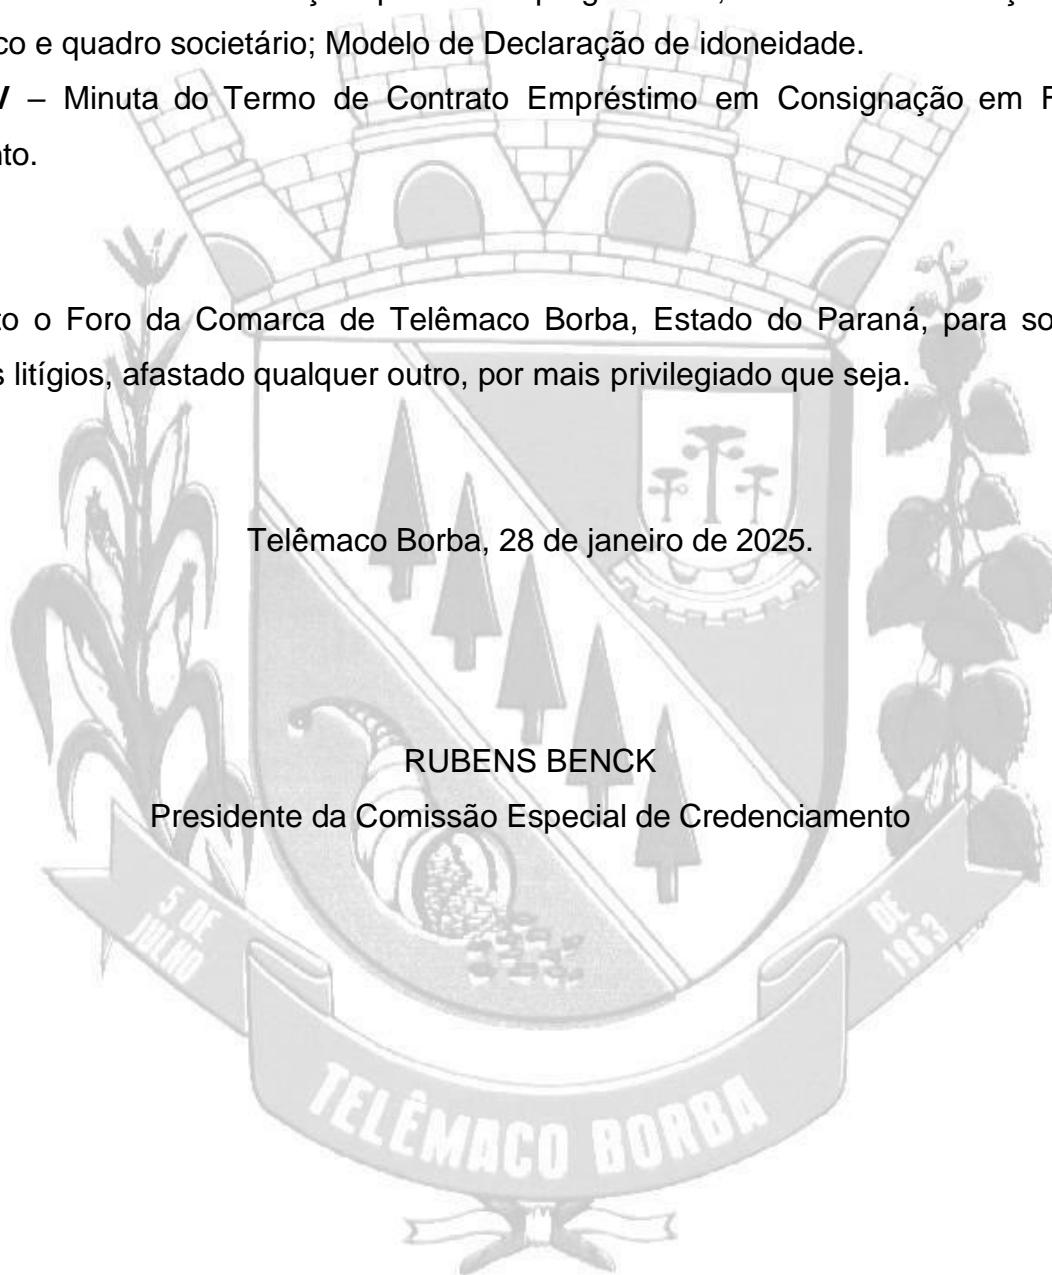 co e quadro societário; Modelo de Declaração de idoneidade.
V – Minuta do Termo de Contrato Empréstimo em Consignação em F
nto.
to o Foro da Comarca de Telêmaco Borba, Estado do Paraná, para so
s litígios, afastado qualquer outro, por mais privilegiado que seja.
Telêmaco Borba, 28 de janeiro de 2025.
RUBENS BENCK
Presidente da Comissão Especial de Credenciamento
5 DE
JULHO
DE
1963
TELÊMACO BORBA